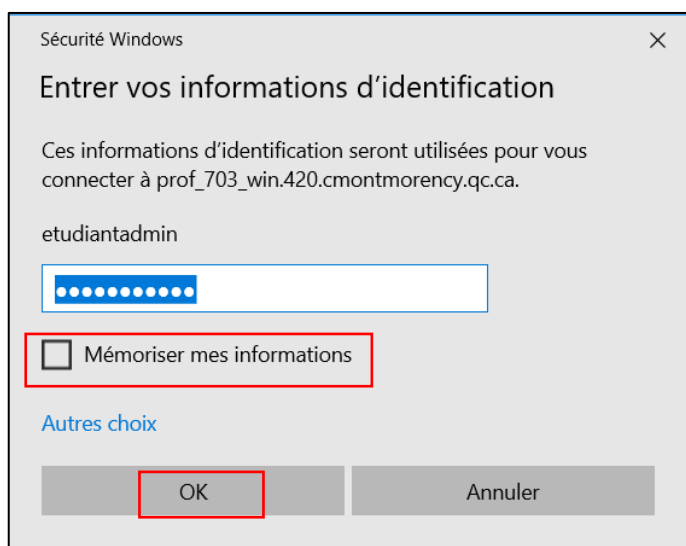 Sécurité Windows
Entrer vos informations d’identification
Ces informations d’identification seront utilisées pour vous
connecter à prof_703_win.420.cmontmorency.qc.ca.
etudiantadmin
●●●●●●●●●●●
Mémoriser mes informations
Autres choix
OK
Annuler